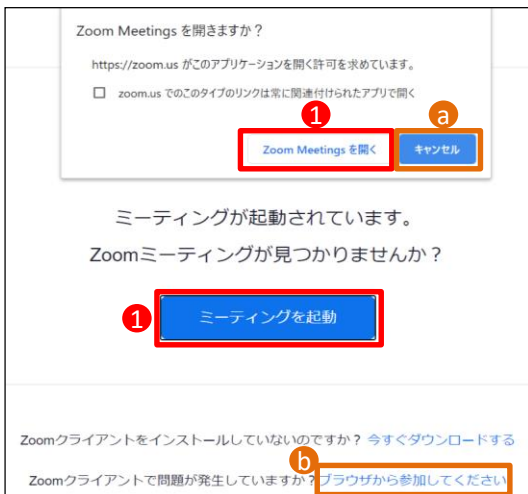 Zoom Meetings を開きますか？
https://zoom.us がこのアプリケーションを開く許可を求めています。
zoom.us でのこのタイプのリンクは常に関連付けられたアプリで開く
1 a
Zoom Meetings を開く キャンセル
ミーティングが起動されています。
Zoomミーティングが見つかりませんか？
1 ミーティングを起動
Zoomクライアントをインストールしていないのですか？ 今すぐダウンロードする
b
Zoomクライアントで問題が発生していますか？ブラウザから参加してください